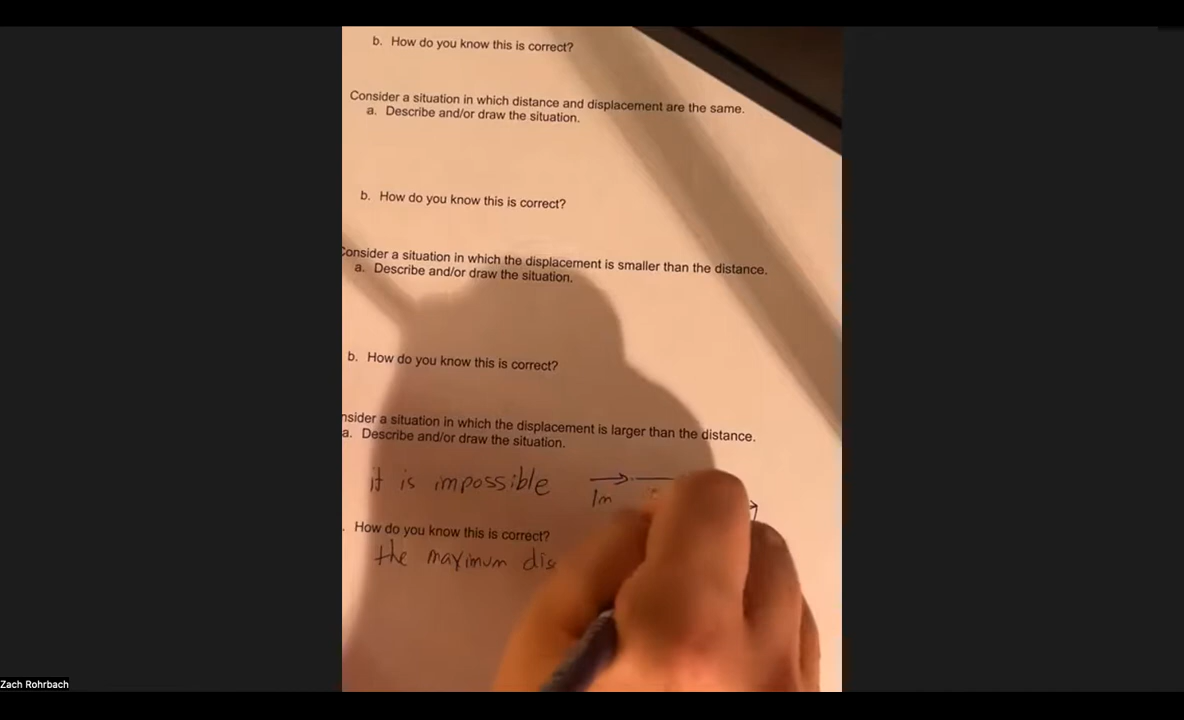 b. How do you know this is correct?
Consider a situation in which distance and displacement are the same.
a. Describe and/or draw the situation.
b. How do you know this is correct?
Consider a situation in which the displacement is smaller than the distance.
a. Describe and/or draw the situation.
b. How do you know this is correct?
nsider a situation in which the displacement is larger than the distance.
a. Describe and/or draw the situation.
it is impossible
1m
. How do you know this is correct?
the maximum dis
Zach Rohrbach